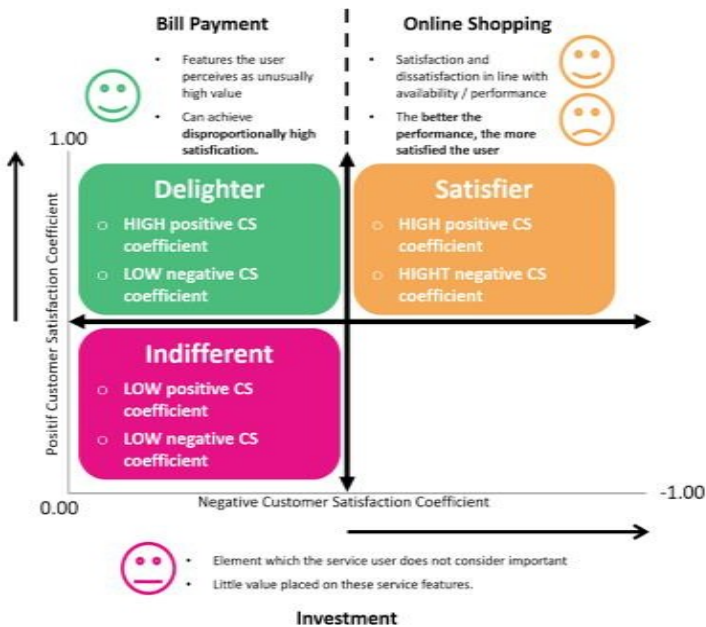 Bill Payment
• Features the user
perceives as unusually
high value
• Can achieve
disproportionally high
satisfication.
Online Shopping
• Satisfaction and
dissatisfaction in line with
availability / performance
• The better the
performance, the more
satisfied the user
1.00
Delighter
o HIGH positive CS
coefficient
o LOW negative CS
coefficient
Satisfier
o HIGH positive CS
coefficient
o HIGHT negative CS
coefficient
Positif Customer Satisfaction Coefficient
Indifferent
o LOW positive CS
coefficient
o LOW negative CS
coefficient
0.00
Negative Customer Satisfaction Coefficient
-1.00
• Element which the service user does not consider important
• Little value placed on these service features.
Investment